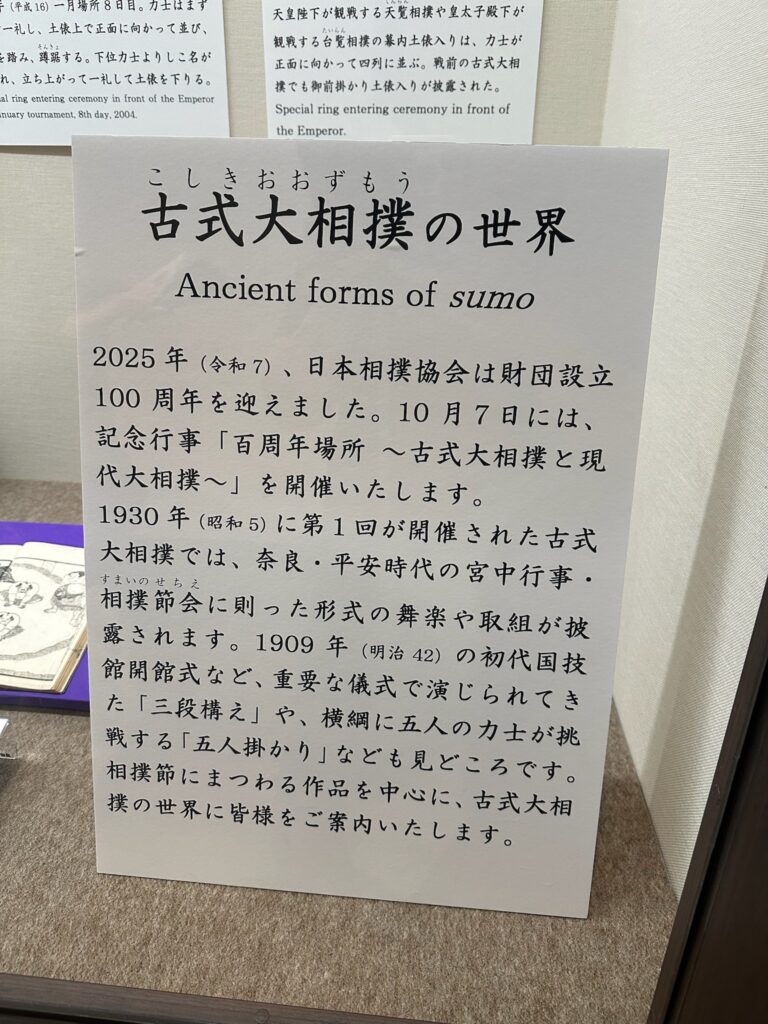 (平成16)一月場所8日目。力士はまず
一礼し、土俵上で正面に向かって並び、
を踏み、蹲踞する。下位力士よりしこ名が
れ、立ち上がって一礼して土俵を下りる。
ial ring entering ceremony in front of the Emperor
anuary tournament, 8th day, 2004.
天皇陛下が観戦する天覧相撲や皇太子殿下が
観戦する台覧相撲の幕内土俵入りは、力士が
正面に向かって四列に並ぶ。戦前の古式大相
撲でも御前掛かり土俵入りが披露された。
Special ring entering ceremony in front of
the Emperor.
こしきおおずもう
古式大相撲の世界
Ancient forms of sumo
2025年(令和7)、日本相撲協会は財団設立
100周年を迎えました。10月7日には、
記念行事「百周年場所 ～古式大相撲と現
代大相撲～」を開催いたします。
1930年(昭和5)に第1回が開催された古式
大相撲では、奈良・平安時代の宮中行事・
すまいのせちえ
相撲節会に則った形式の舞楽や取組が披
露されます。1909年(明治42)の初代国技
館開館式など、重要な儀式で演じられてき
た「三段構え」や、横綱に五人の力士が挑
戦する「五人掛かり」なども見どころです。
相撲節にまつわる作品を中心に、古式大相
撲の世界に皆様をご案内いたします。